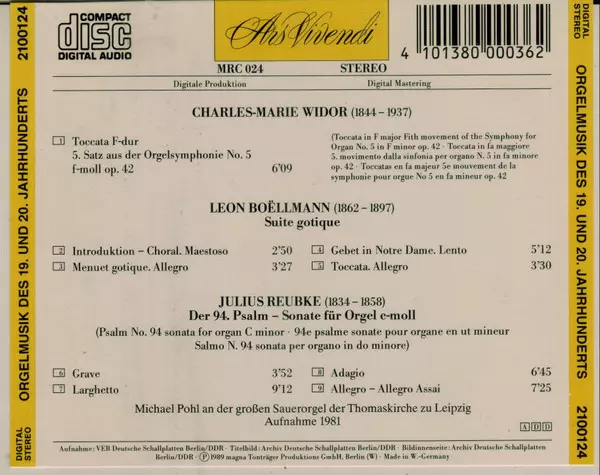 COMPACT
disc
DIGITAL AUDIO
Ars Vivendi
4 101380 000362
MRC 024 STEREO
Digitale Produktion Digital Mastering
CHARLES-MARIE WIDOR (1844 – 1937)
1 Toccata F-dur
5. Satz aus der Orgelsymphonie No. 5
f-moll op. 42 6'09
(Toccata in F major Fith movement of the Symphony for
Organ No. 5 in F minor op. 42 · Toccata in fa maggiore
5. movimento dalla sinfonia per organo N. 5 in fa minore
op. 42 · Toccatas en fa majeur 5e mouvement de la
symphonie pour orgue No 5 en fa mineur op. 42)
LEON BOËLLMANN (1862 – 1897)
Suite gotique
2 Introduktion – Choral. Maestoso 2'50
3 Menuet gotique. Allegro 3'27
4 Gebet in Notre Dame. Lento 5'12
5 Toccata. Allegro 3'30
JULIUS REUBKE (1834 – 1858)
Der 94. Psalm – Sonate für Orgel c-moll
(Psalm No. 94 sonata for organ C minor · 94e psalme sonate pour organe en ut mineur
Salmo N. 94 sonata per organo in do minore)
6 Grave 3'52
7 Larghetto 9'12
8 Adagio 6'45
9 Allegro – Allegro Assai 7'25
Michael Pohl an der großen Sauerorgel der Thomaskirche zu Leipzig
Aufnahme 1981
A D D
Aufnahme: VEB Deutsche Schallplatten Berlin/DDR · Titelbild: Archiv Deutsche Schallplatten Berlin/DDR · Bildinnenseite: Archiv Deutsche Schallplatten
Berlin/DDR · Ⓟ 1989 magna Tonträger Produktions GmbH, Berlin (West) · Made in W.-Germany
DIGITAL
STEREO
ORGELMUSIK DES 19. UND 20. JAHRHUNDERTS
2100124
DIGITAL
STEREO
ORGELMUSIK DES 19. UND 20. JAHRHUNDERTS
2100124